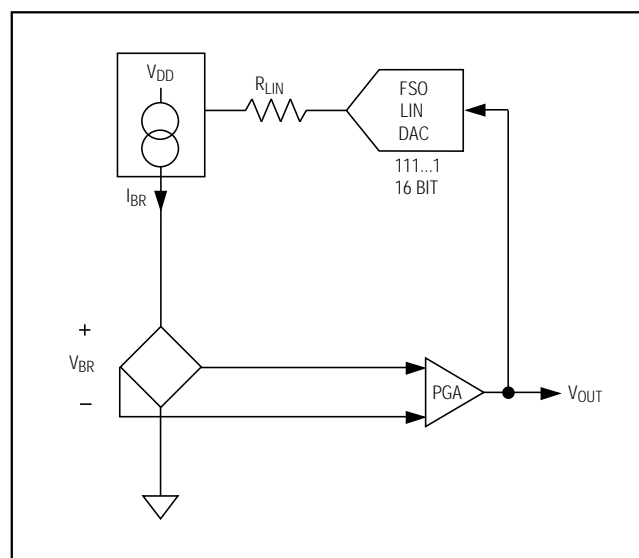 VDD
RLIN
FSO
LIN
DAC
111...1
16 BIT
IBR
+
VBR
−
PGA
VOUT